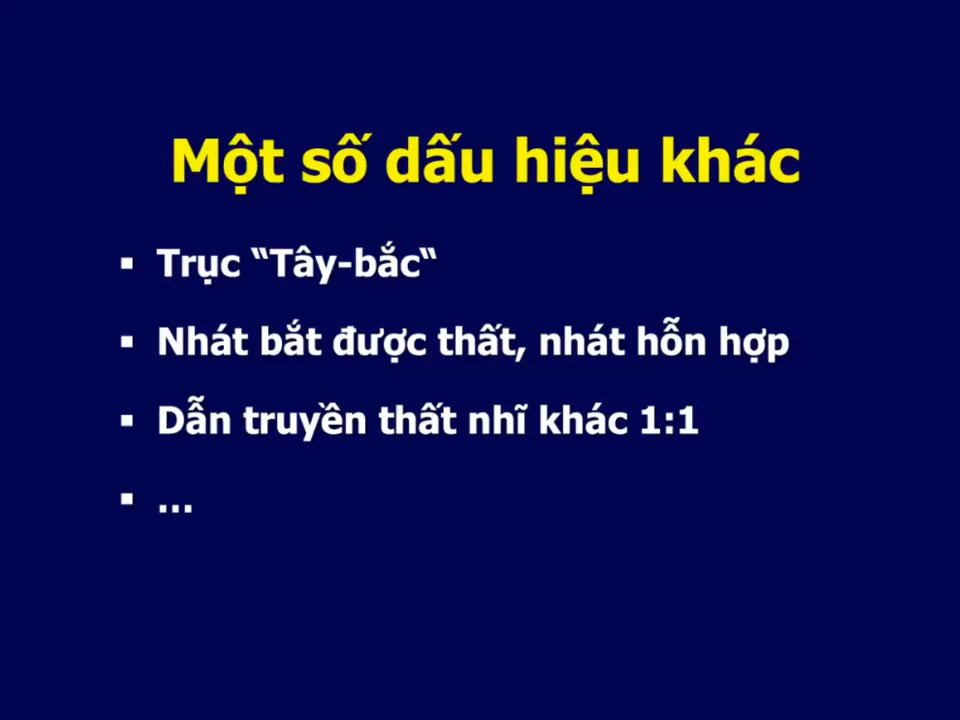 Một số dấu hiệu khác
▪ Trục “Tây-bắc“
▪ Nhát bắt được thất, nhát hỗn hợp
▪ Dẫn truyền thất nhĩ khác 1:1
▪ ...